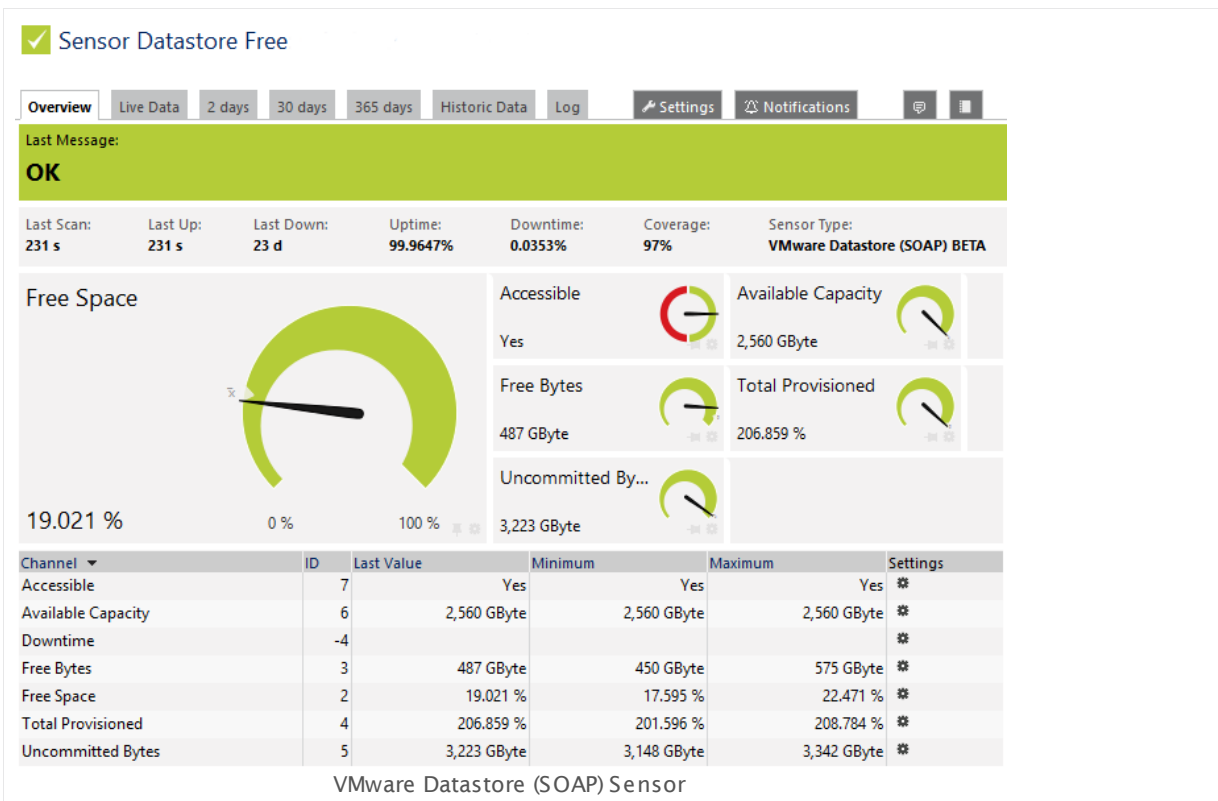 Sensor Datastore Free
Overview Live Data 2 days 30 days 365 days Historic Data Log Settings Notifications
Last Message:
OK
Last Scan: Last Up: Last Down: Uptime: Downtime: Coverage: Sensor Type:
231 s 231 s 23 d 99.9647% 0.0353% 97% VMware Datastore (SOAP) BETA
Free Space
19.021 %
0 % 100 %
Accessible
Yes
Available Capacity
2,560 GByte
Free Bytes
487 GByte
Total Provisioned
206.859 %
Uncommitted By...
3,223 GByte
Channel ID Last Value Minimum Maximum Settings
Accessible 7 Yes Yes Yes
Available Capacity 6 2,560 GByte 2,560 GByte 2,560 GByte
Downtime -4
Free Bytes 3 487 GByte 450 GByte 575 GByte
Free Space 2 19.021 % 17.595 % 22.471 %
Total Provisioned 4 206.859 % 201.596 % 208.784 %
Uncommitted Bytes 5 3,223 GByte 3,148 GByte 3,342 GByte
VMware Datastore (SOAP) Sensor